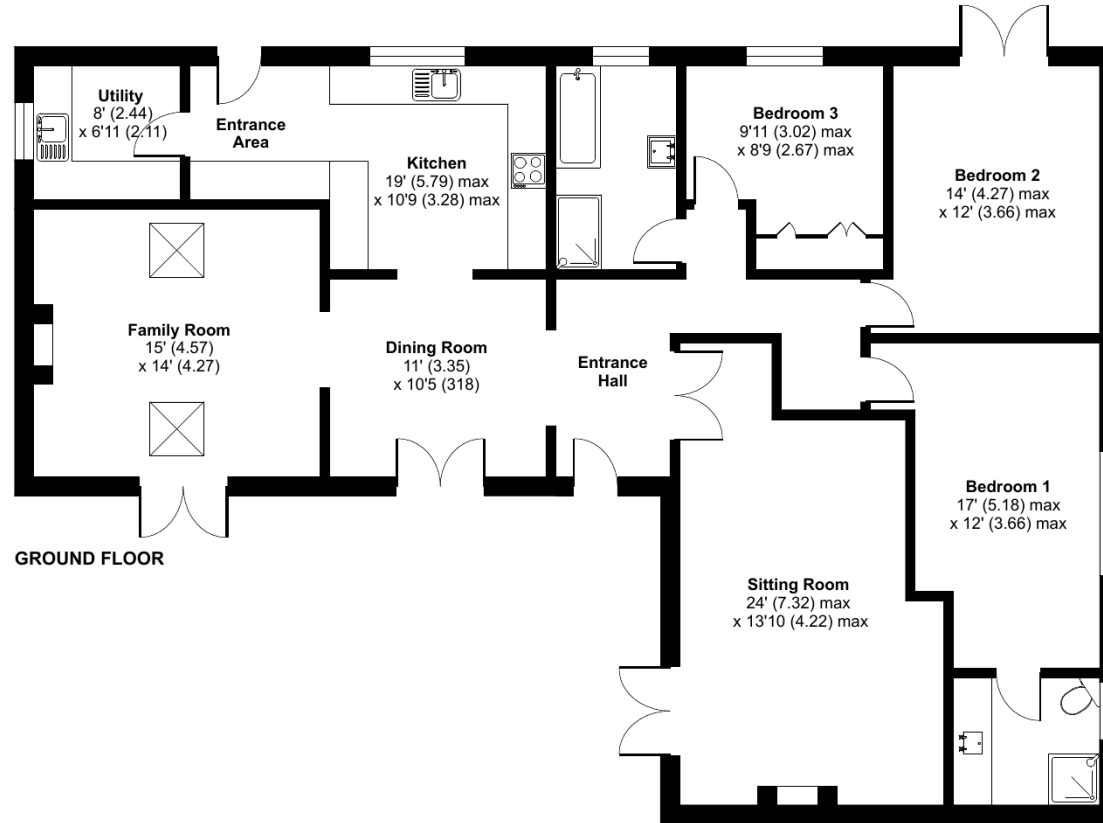 Utility
8' (2.44)
x 6'11 (2.11)
Entrance
Area
Kitchen
19' (5.79) max
x 10'9 (3.28) max
Bedroom 3
9'11 (3.02) max
x 8'9 (2.67) max
Bedroom 2
14' (4.27) max
x 12' (3.66) max
Family Room
15' (4.57)
x 14' (4.27)
Dining Room
11' (3.35)
x 10'5 (318)
Entrance
Hall
Bedroom 1
17' (5.18) max
x 12' (3.66) max
GROUND FLOOR
Sitting Room
24' (7.32) max
x 13'10 (4.22) max